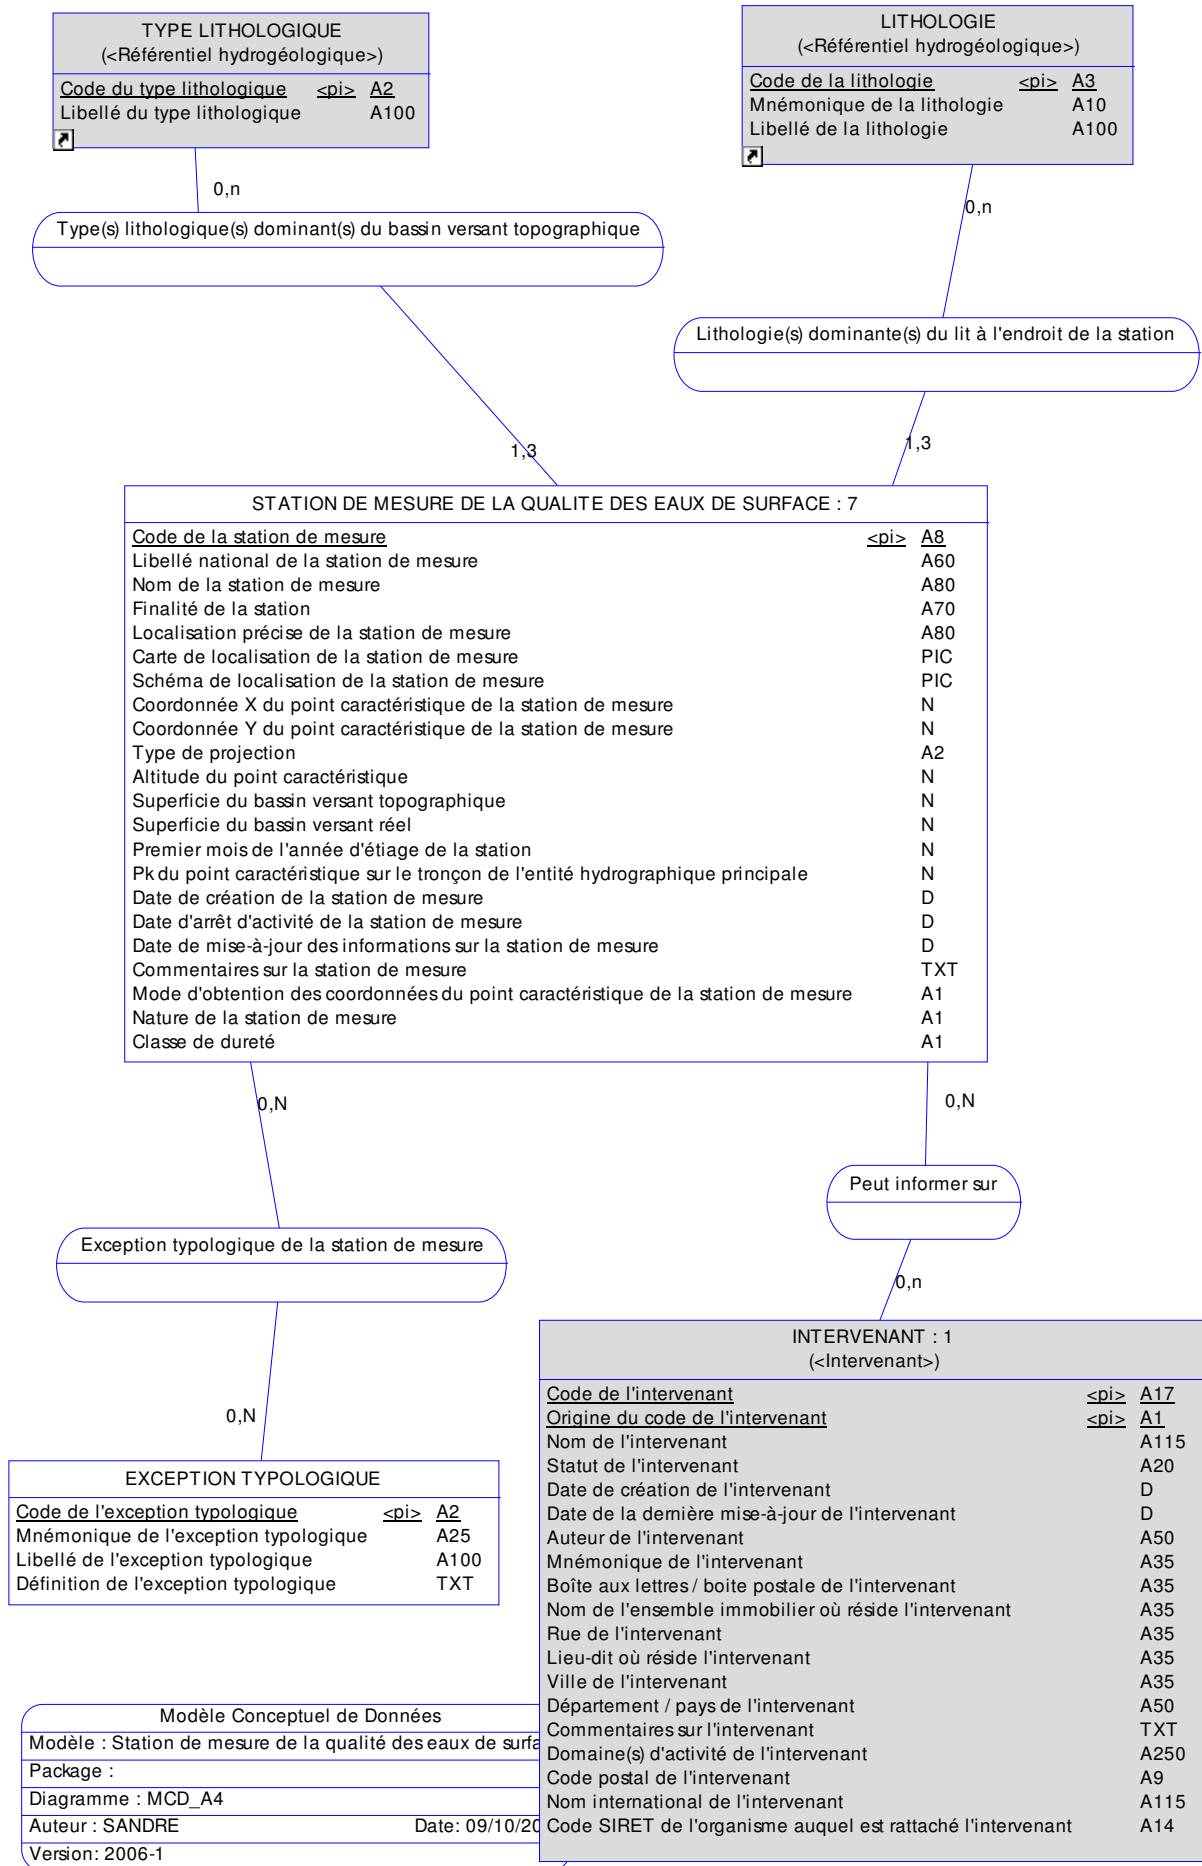 TYPE LITHOLOGIQUE
(<Référentiel hydrogéologique>)
Code du type lithologique <pi> A2
Libellé du type lithologique A100
LITHOLOGIE
(<Référentiel hydrogéologique>)
Code de la lithologie <pi> A3
Mnémonique de la lithologie A10
Libellé de la lithologie A100
0,n
0,n
Type(s) lithologique(s) dominant(s) du bassin versant topographique
Lithologie(s) dominante(s) du lit à l'endroit de la station
1,3
1,3
STATION DE MESURE DE LA QUALITE DES EAUX DE SURFACE : 7
Code de la station de mesure <pi> A8
Libellé national de la station de mesure A60
Nom de la station de mesure A80
Finalité de la station A70
Localisation précise de la station de mesure A80
Carte de localisation de la station de mesure PIC
Schéma de localisation de la station de mesure PIC
Coordonnée X du point caractéristique de la station de mesure N
Coordonnée Y du point caractéristique de la station de mesure N
Type de projection A2
Altitude du point caractéristique N
Superficie du bassin versant topographique N
Superficie du bassin versant réel N
Premier mois de l'année d'étiage de la station N
Pk du point caractéristique sur le tronçon de l'entité hydrographique principale N
Date de création de la station de mesure D
Date d'arrêt d'activité de la station de mesure D
Date de mise-à-jour des informations sur la station de mesure D
Commentaires sur la station de mesure TXT
Mode d'obtention des coordonnées du point caractéristique de la station de mesure A1
Nature de la station de mesure A1
Classe de dureté A1
0,N
0,N
Peut informer sur
Exception typologique de la station de mesure
0,n
0,N
EXCEPTION TYPOLOGIQUE
Code de l'exception typologique <pi> A2
Mnémonique de l'exception typologique A25
Libellé de l'exception typologique A100
Définition de l'exception typologique TXT
INTERVENANT : 1
(<Intervenant>)
Code de l'intervenant <pi> A17
Origine du code de l'intervenant <pi> A1
Nom de l'intervenant A115
Statut de l'intervenant A20
Date de création de l'intervenant D
Date de la dernière mise-à-jour de l'intervenant D
Auteur de l'intervenant A50
Mnémonique de l'intervenant A35
Boîte aux lettres / boite postale de l'intervenant A35
Nom de l'ensemble immobilier où réside l'intervenant A35
Rue de l'intervenant A35
Lieu-dit où réside l'intervenant A35
Ville de l'intervenant A35
Département / pays de l'intervenant A50
Commentaires sur l'intervenant TXT
Domaine(s) d'activité de l'intervenant A250
Code postal de l'intervenant A9
Nom international de l'intervenant A115
Code SIRET de l'organisme auquel est rattaché l'intervenant A14
Modèle Conceptuel de Données
Modèle : Station de mesure de la qualité des eaux de surfa
Package :
Diagramme : MCD_A4
Auteur : SANDRE Date: 09/10/20
Version: 2006-1